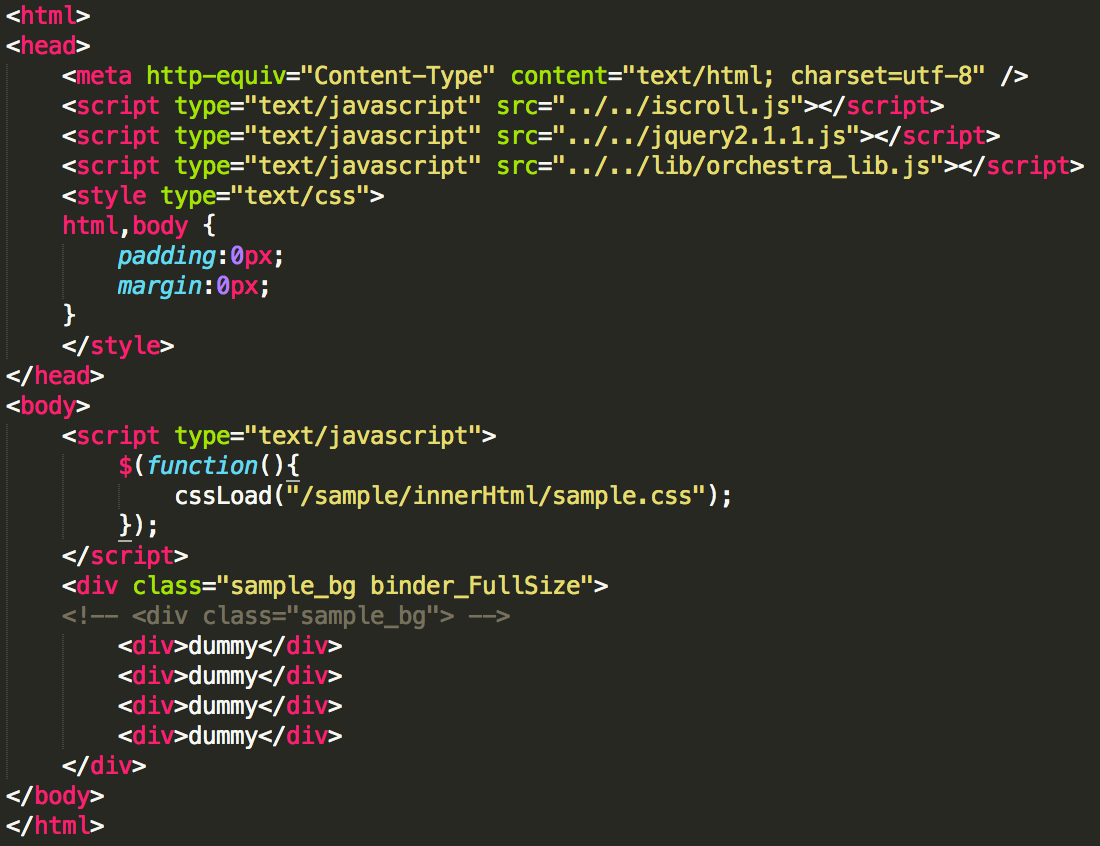 <html>
<head>
    <meta http-equiv="Content-Type" content="text/html; charset=utf-8" />
    <script type="text/javascript" src="../../iscroll.js"></script>
    <script type="text/javascript" src="../../jquery2.1.1.js"></script>
    <script type="text/javascript" src="../../lib/orchestra_lib.js"></script>
    <style type="text/css">
    html,body {
        padding:0px;
        margin:0px;
    }
    </style>
</head>
<body>
    <script type="text/javascript">
        $(function(){
            cssLoad("/sample/innerHtml/sample.css");
        });
    </script>
    <div class="sample_bg binder_FullSize">
    <!-- <div class="sample_bg"> -->
        <div>dummy</div>
        <div>dummy</div>
        <div>dummy</div>
        <div>dummy</div>
    </div>
</body>
</html>